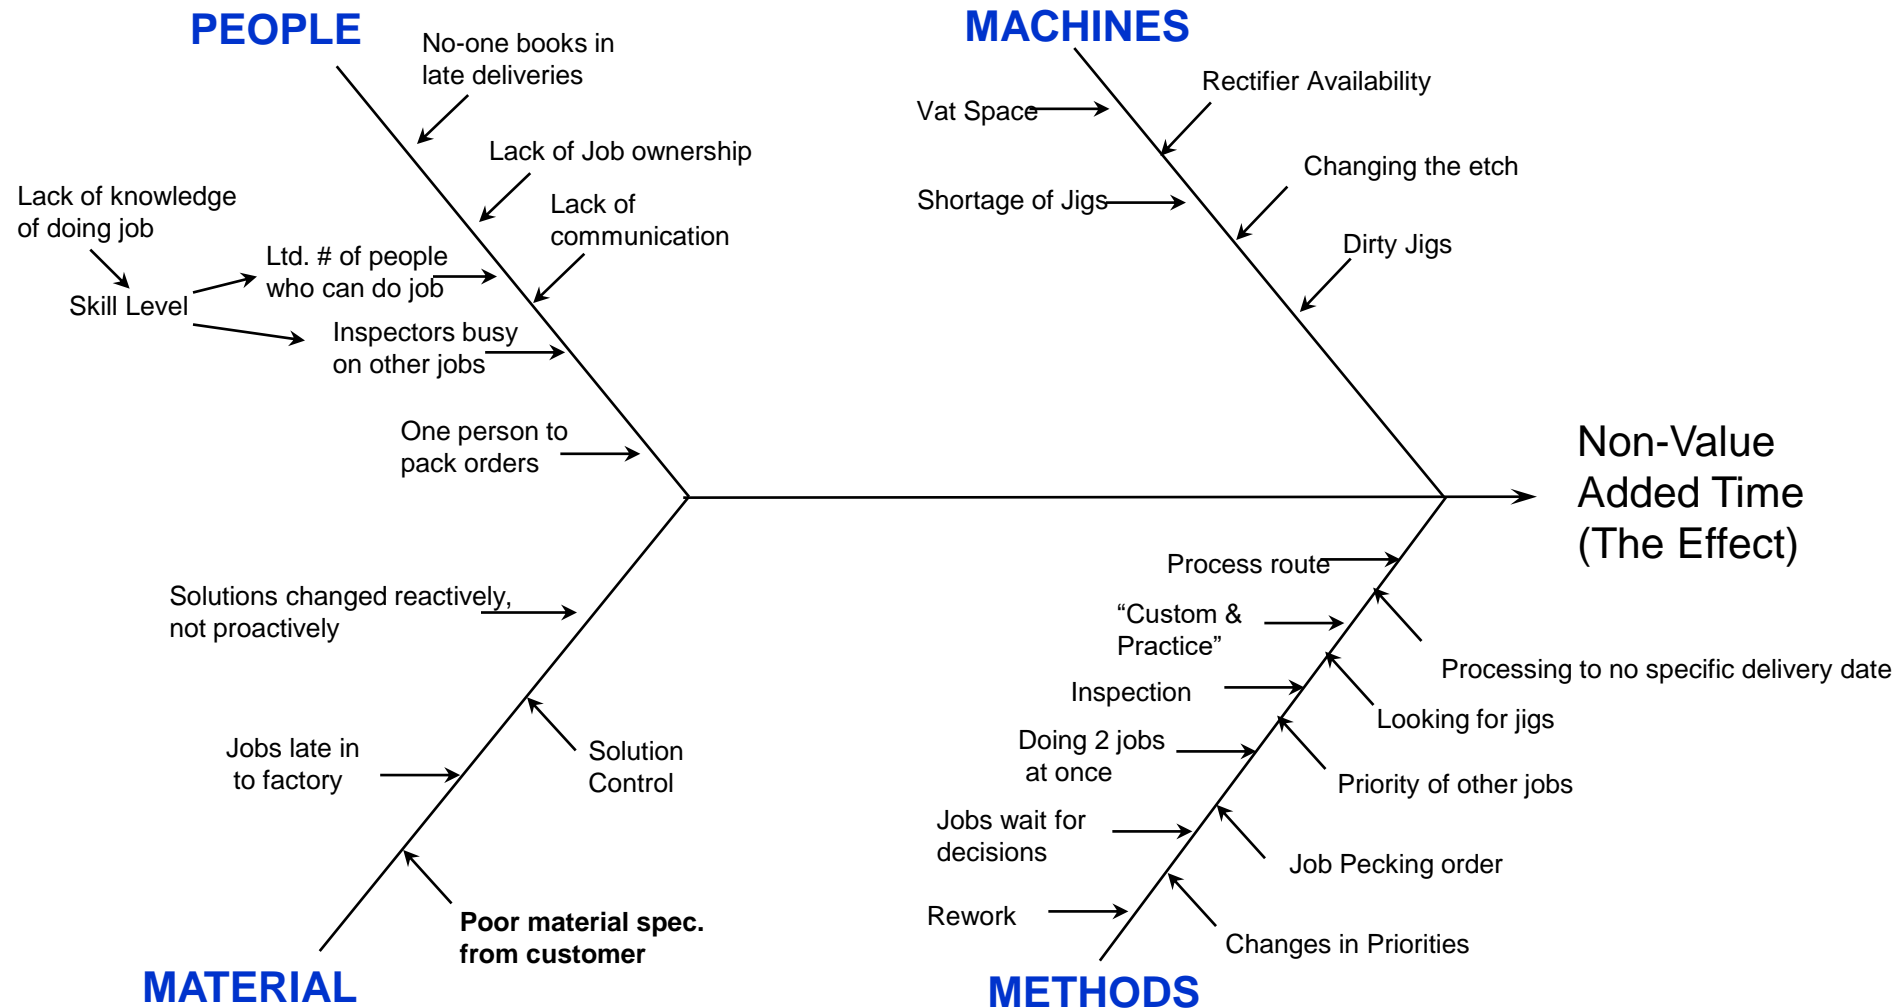 PEOPLE
No-one books in
late deliveries
Lack of Job ownership
Lack of
communication
Lack of knowledge
of doing job
Skill Level
Ltd. # of people
who can do job
Inspectors busy
on other jobs
One person to
pack orders
MACHINES
Vat Space
Rectifier Availability
Shortage of Jigs
Changing the etch
Dirty Jigs
Non-Value
Added Time
(The Effect)
Solutions changed reactively,
not proactively
Jobs late in
to factory
Solution
Control
Poor material spec.
from customer
MATERIAL
Process route
“Custom &
Practice”
Inspection
Doing 2 jobs
at once
Jobs wait for
decisions
Rework
Processing to no specific delivery date
Looking for jigs
Priority of other jobs
Job Pecking order
Changes in Priorities
METHODS